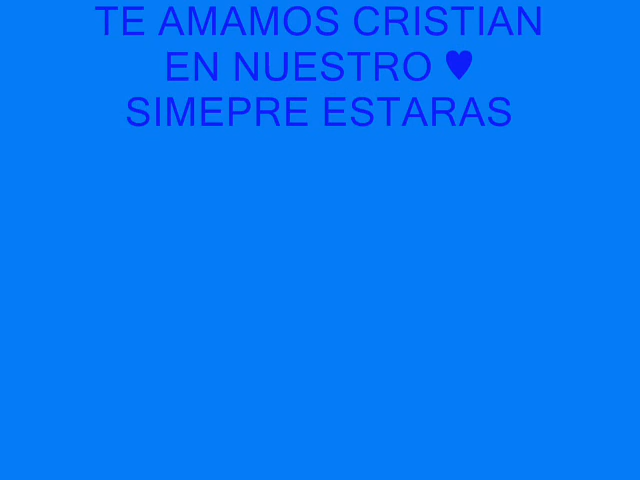 TE AMAMOS CRISTIAN
EN NUESTRO ♥
SIMEPRE ESTARAS